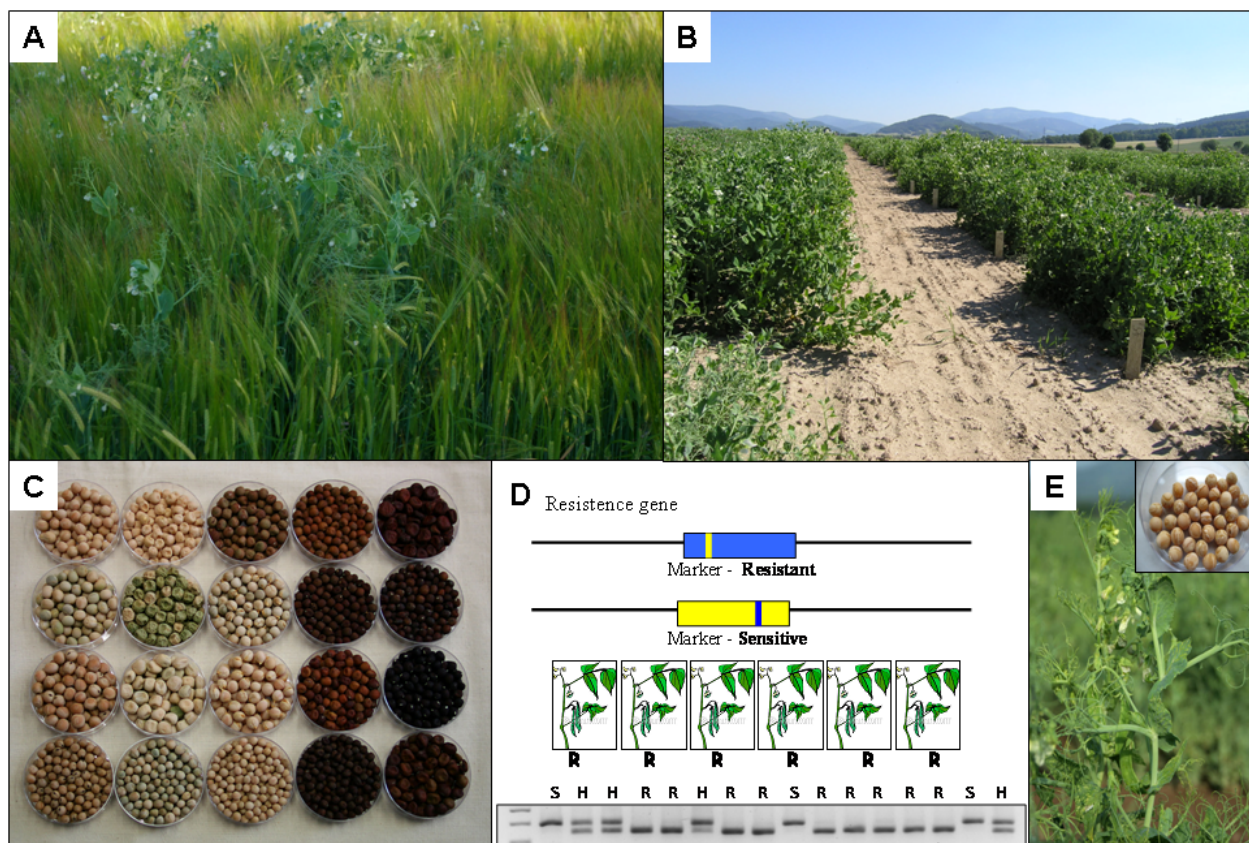 A
B
C
D
Resistence gene
Marker - Resistant
Marker - Sensitive
R R R R R R
S H H R R H R R S R R R R R S H
E